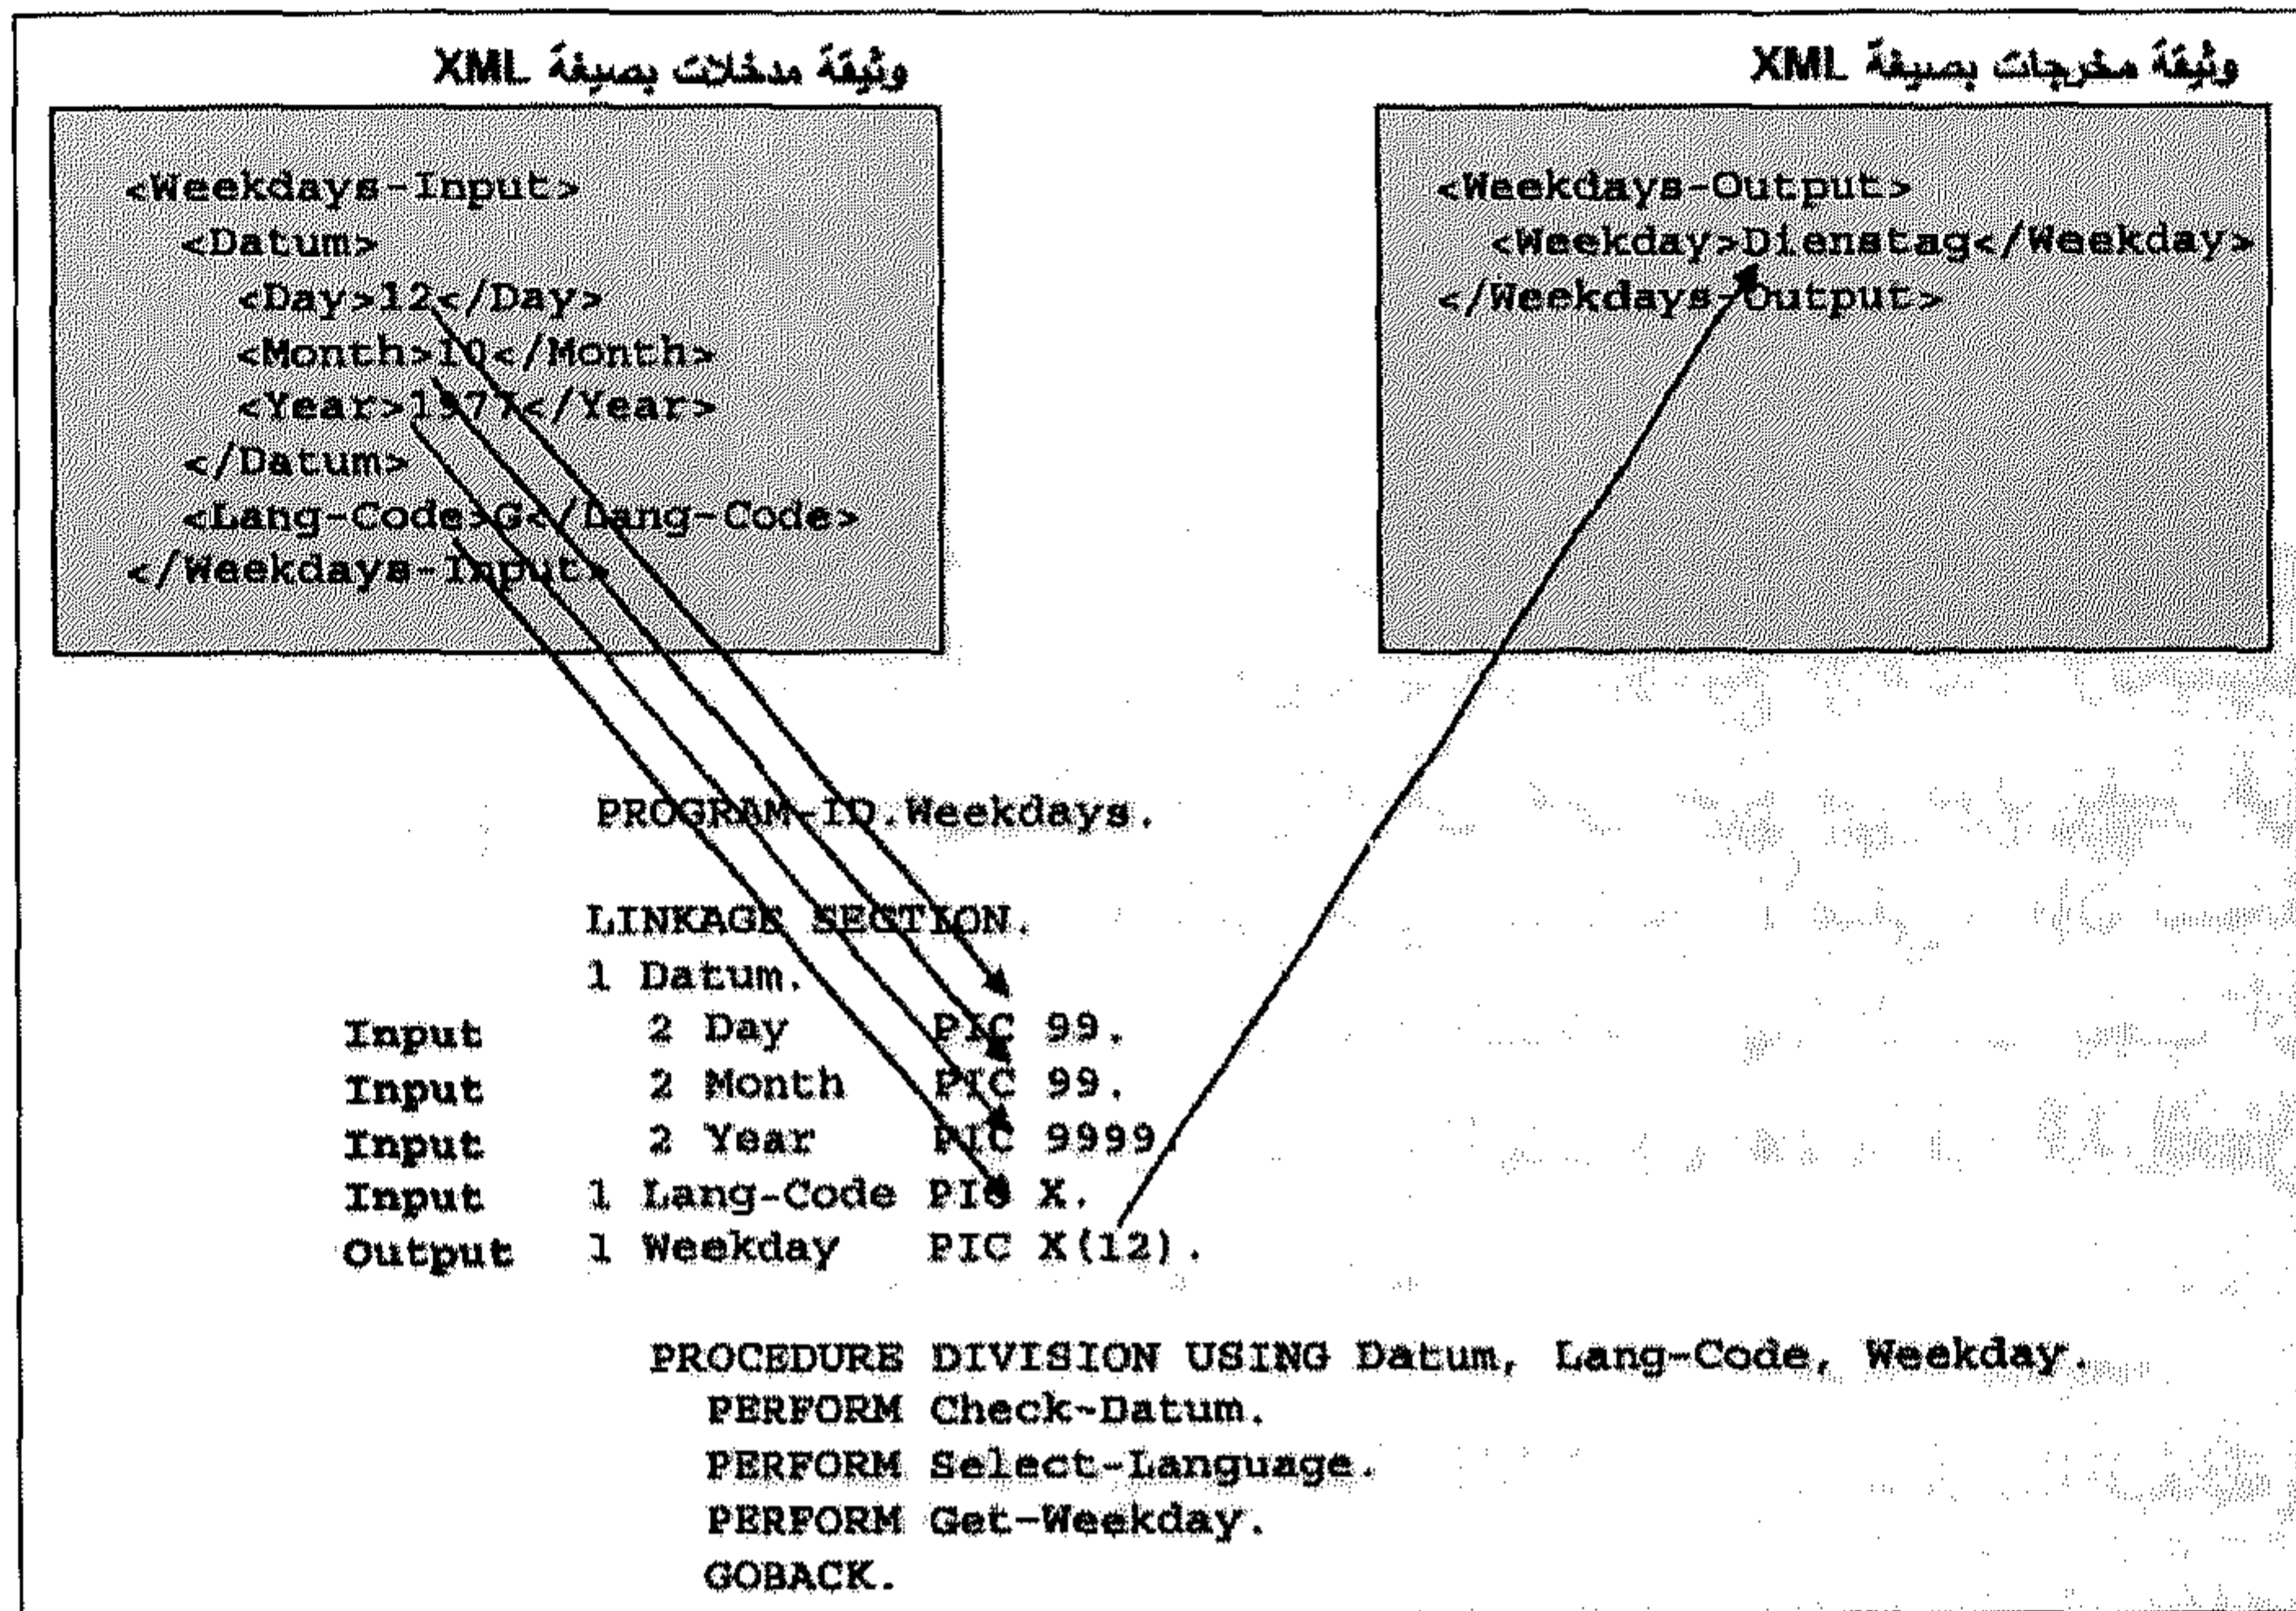 وثيقة مدخلات بصيغة XML
<Weekdays-Input>
<Datum>
<Day>12</Day>
<Month>10</Month>
<Year>1977</Year>
</Datum>
<Lang-Code>G</Lang-Code>
</Weekdays-Input>
وثيقة مخرجات بصيغة XML
<Weekdays-Output>
<Weekday>Dienstag</Weekday>
</Weekdays-Output>
PROGRAM-ID.Weekdays.
LINKAGE SECTION.
1 Datum.
Input 2 Day PIC 99.
Input 2 Month PIC 99.
Input 2 Year PIC 9999.
Input 1 Lang-Code PIC X.
Output 1 Weekday PIC X(12).
PROCEDURE DIVISION USING Datum, Lang-Code, Weekday.
PERFORM Check-Datum.
PERFORM Select-Language.
PERFORM Get-Weekday.
GOBACK.